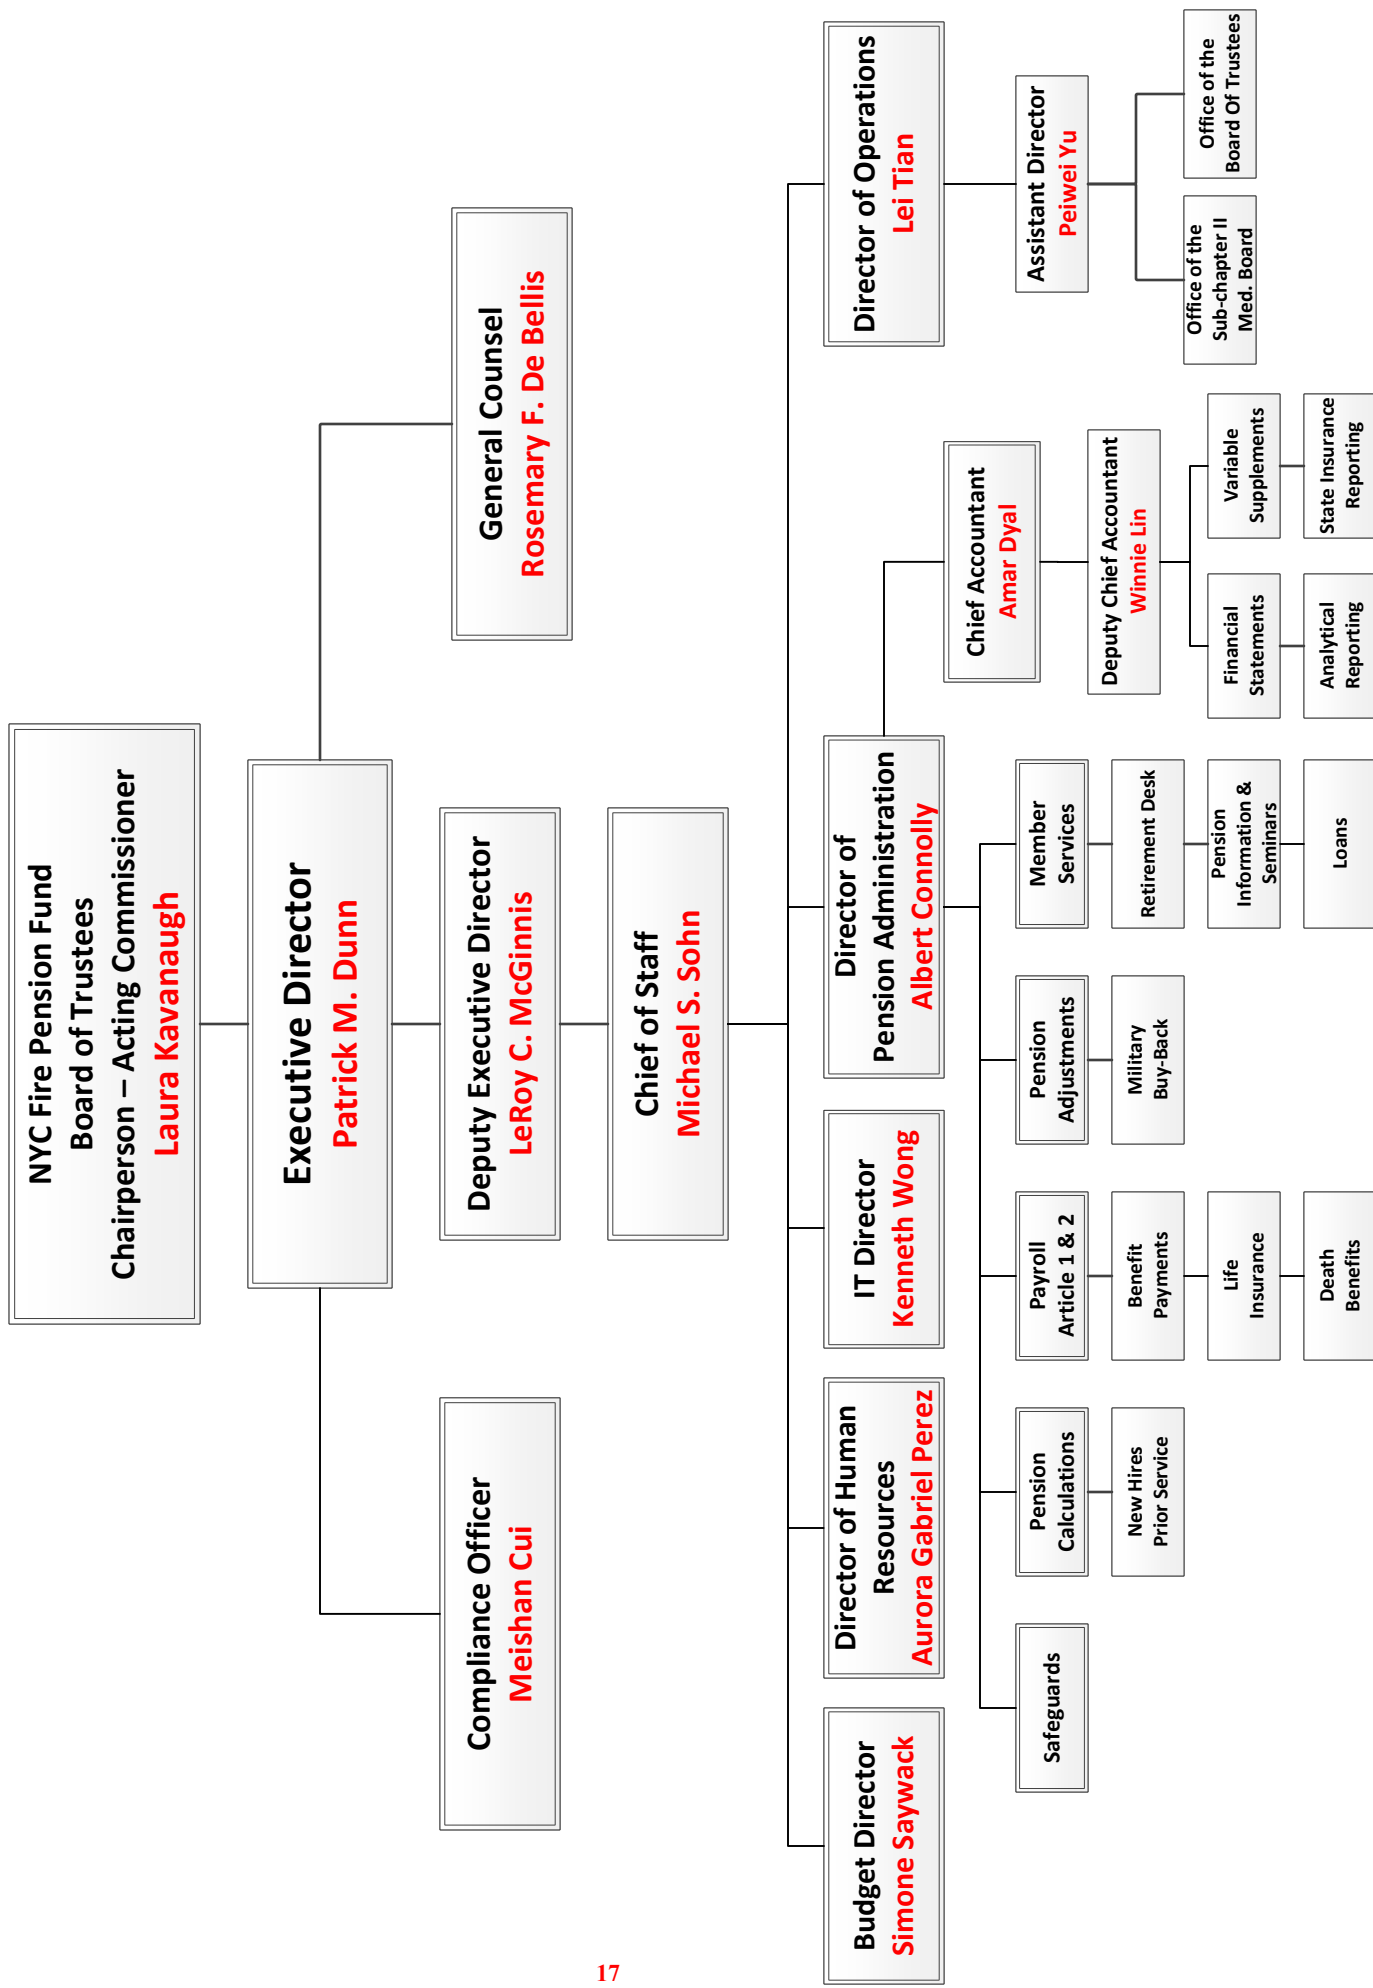 NYC Fire Pension Fund
Board of Trustees
Chairperson – Acting Commissioner
Laura Kavanaugh
Executive Director
Patrick M. Dunn
Compliance Officer
Meishan Cui
Deputy Executive Director
LeRoy C. McGinnis
General Counsel
Rosemary F. De Bellis
Chief of Staff
Michael S. Sohn
Budget Director
Simone Saywack
Director of Human
Resources
Aurora Gabriel Perez
IT Director
Kenneth Wong
Director of
Pension Administration
Albert Connolly
Director of Operations
Lei Tian
Chief Accountant
Amar Dyal
Assistant Director
Peiwei Yu
Deputy Chief Accountant
Winnie Lin
Safeguards
Pension
Calculations
New Hires
Prior Service
Payroll
Article 1 & 2
Benefit
Payments
Life
Insurance
Death
Benefits
Pension
Adjustments
Military
Buy-Back
Member
Services
Retirement Desk
Pension
Information &
Seminars
Loans
Financial
Statements
Analytical
Reporting
Variable
Supplements
State Insurance
Reporting
Office of the
Sub-chapter II
Med. Board
Office of the
Board Of Trustees
17